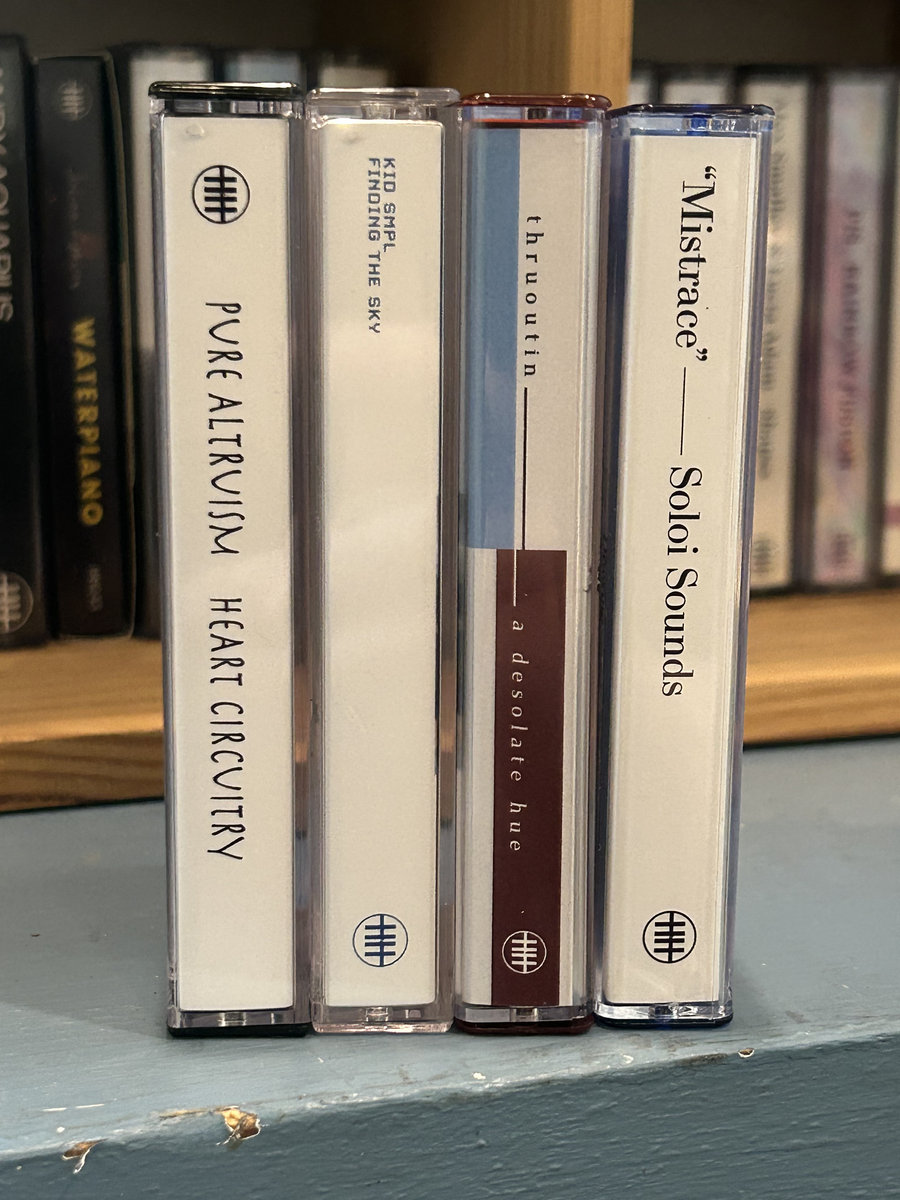 PURE ALTRUISM HEART CIRCUITRY
KID SMPL
FINDING THE SKY
thruoutin
a desolate hue
“Mistrace” — Soloi Sounds
WATERPIANO